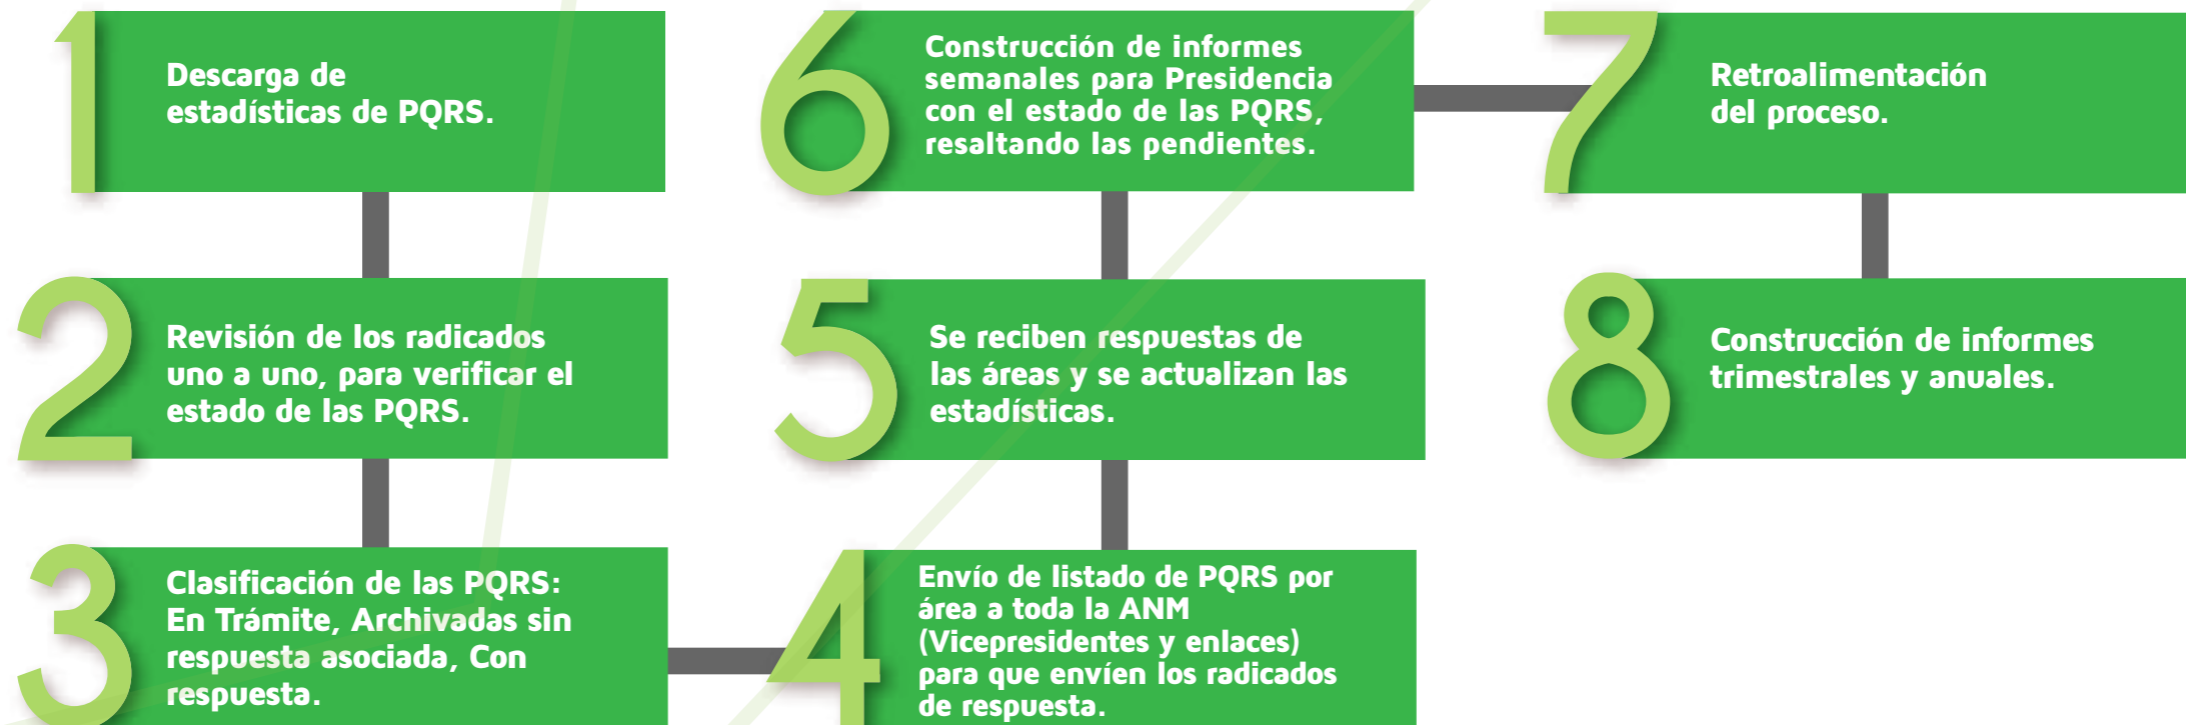 1
Descarga de
estadísticas de PQRS.
2
Revisión de los radicados
uno a uno, para verificar el
estado de las PQRS.
3
Clasificación de las PQRS:
En Trámite, Archivadas sin
respuesta asociada, Con
respuesta.
4
Envío de listado de PQRS por
área a toda la ANM
(Vicepresidentes y enlaces)
para que envíen los radicados
de respuesta.
5
Se reciben respuestas de
las áreas y se actualizan las
estadísticas.
6
Construcción de informes
semanales para Presidencia
con el estado de las PQRS,
resaltando las pendientes.
7
Retroalimentación
del proceso.
8
Construcción de informes
trimestrales y anuales.